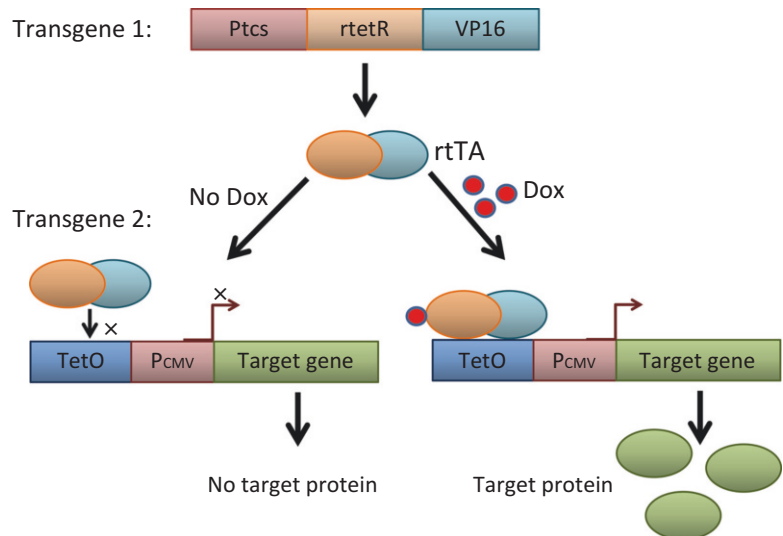 Transgene 1:
Ptcs rtetR VP16
rtTA
No Dox
Dox
Transgene 2:
×
×
TetO PCMV Target gene
TetO PCMV Target gene
No target protein
Target protein